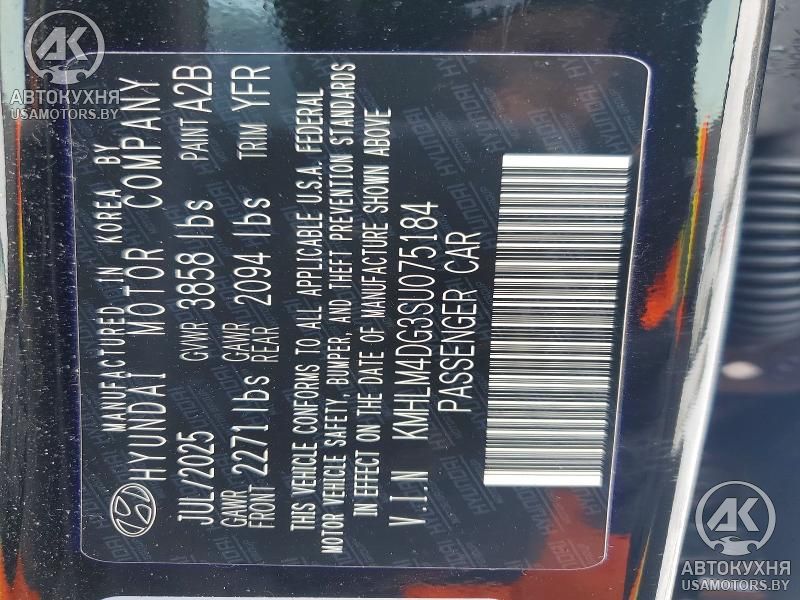 MANUFACTURED IN KOREA BY
HYUNDAI MOTOR COMPANY
JUL/2025 GVWR 3858 lbs PAINT A2B
GAWR FRONT 2271 lbs GAWR REAR 2094 lbs TRIM YFR
THIS VEHICLE CONFORMS TO ALL APPLICABLE U.S.A. FEDERAL
MOTOR VEHICLE SAFETY, BUMPER, AND THEFT PREVENTION STANDARDS
IN EFFECT ON THE DATE OF MANUFACTURE SHOWN ABOVE
V.I.N KMHLM4DG3SU075184
PASSENGER CAR
АК
АВТОКУХНЯ
USAMOTORS.BY
АК
АВТОКУХНЯ
USAMOTORS.BY